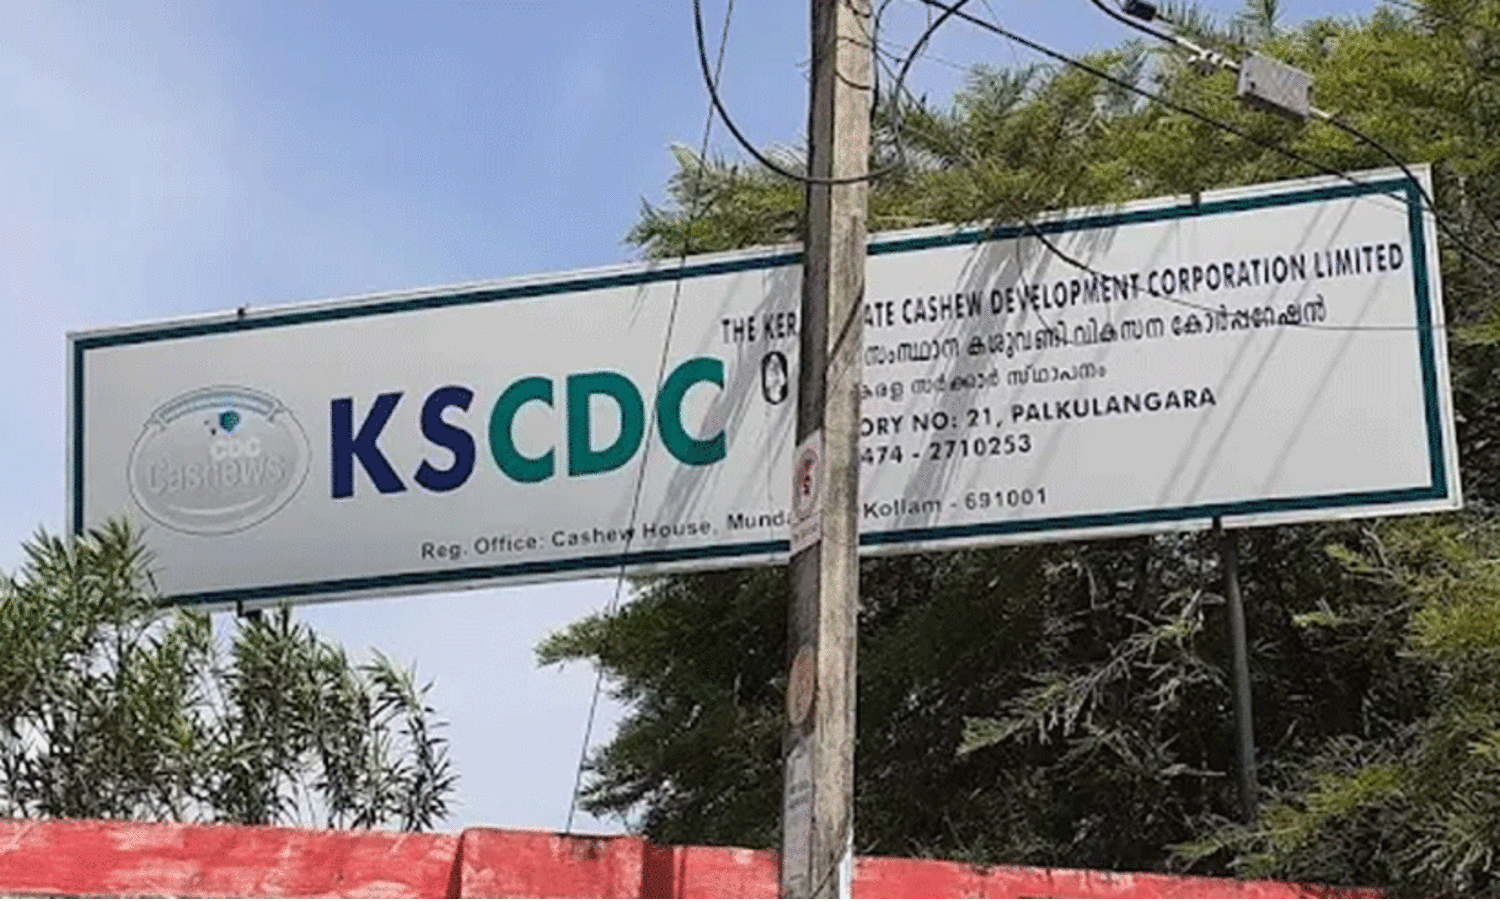 CDC
Cashews
KSCDC
THE KER ATE CASHEW DEVELOPMENT CORPORATION LIMITED
സംസ്ഥാന കശുവണ്ടി വികസന കോർപ്പറേഷൻ
കേരള സർക്കാർ സ്ഥാപനം
ORY NO: 21, PALKULANGARA
474 - 2710253
Reg. Office: Cashew House, Munda Kollam - 691001